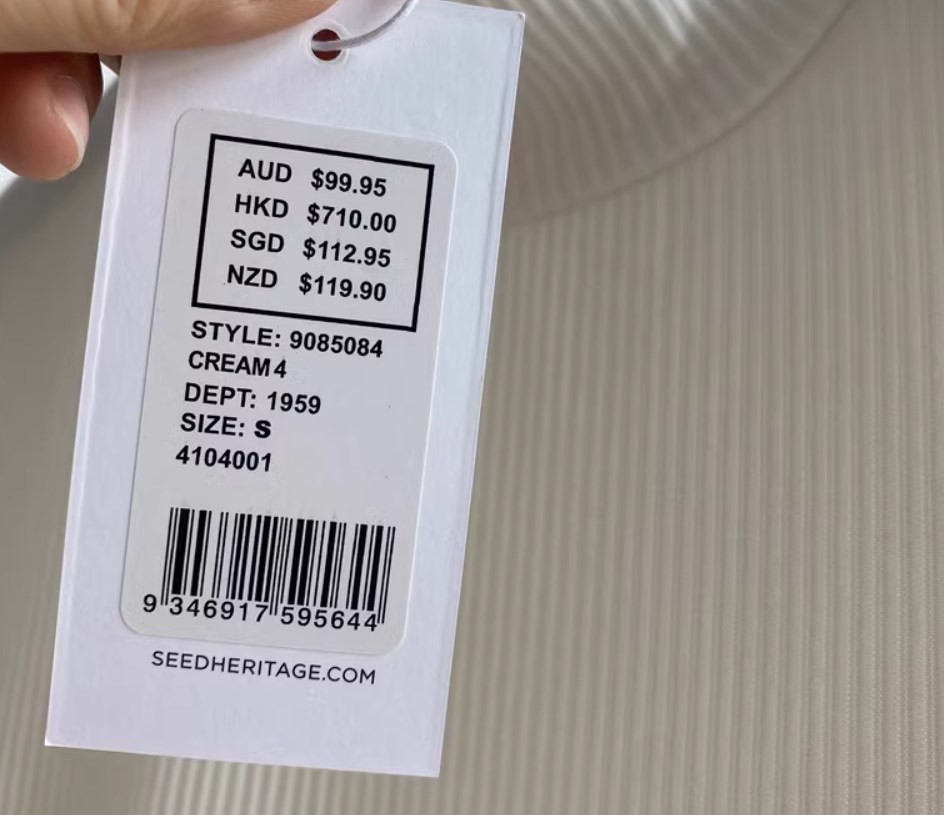 AUD $99.95
HKD $710.00
SGD $112.95
NZD $119.90
STYLE: 9085084
CREAM 4
DEPT: 1959
SIZE: S
4104001
9 346917 595644
SEEDHERITAGE.COM